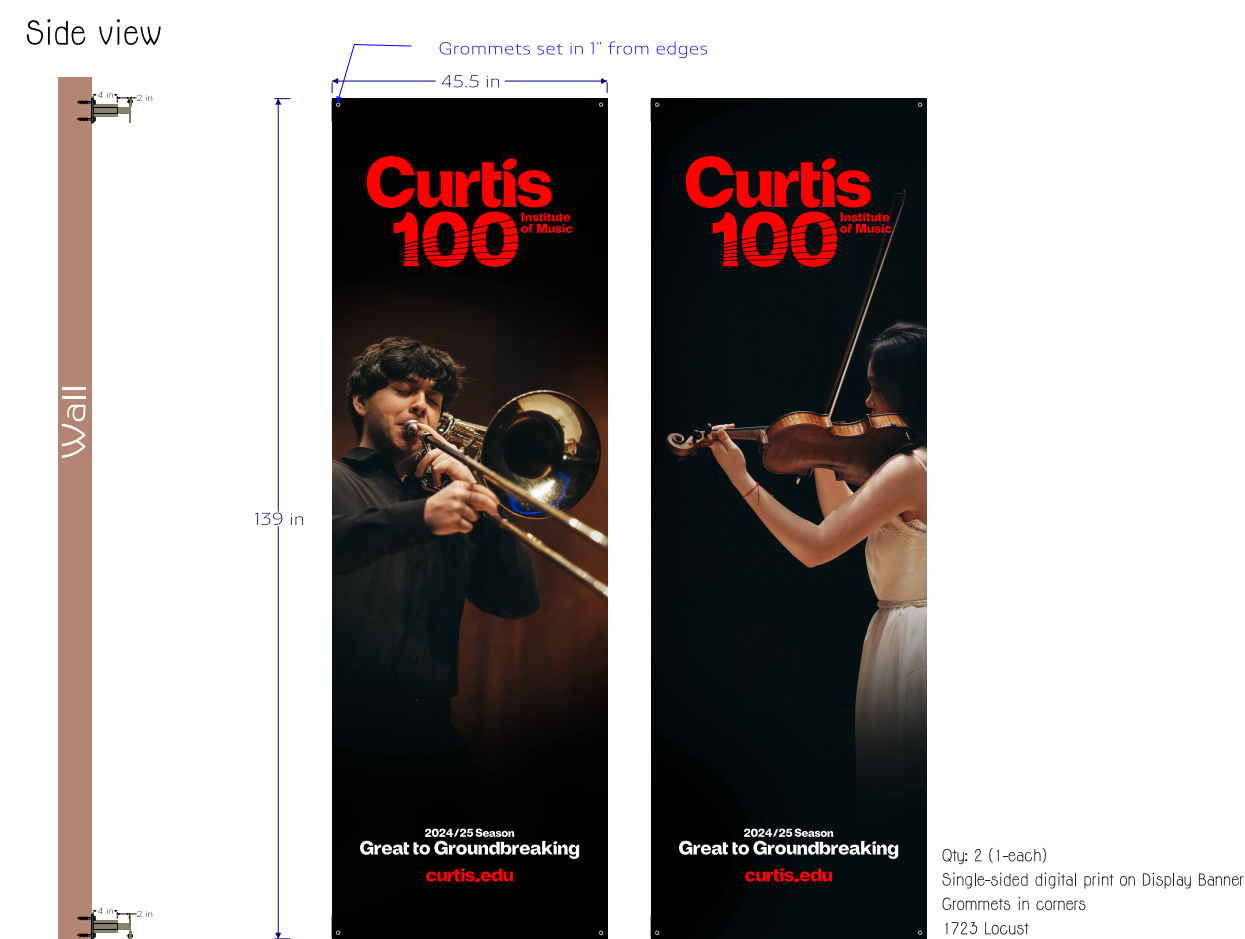 Side view
Grommets set in 1" from edges
45.5 in
4 in
2 in
Wall
139 in
4 in
2 in
Curtis
100
Institute
of Music
2024/25 Season
Great to Groundbreaking
curtis.edu
Curtis
100
Institute
of Music
2024/25 Season
Great to Groundbreaking
curtis.edu
Qty: 2 (1-each)
Single-sided digital print on Display Banner
Grommets in corners
1723 Locust